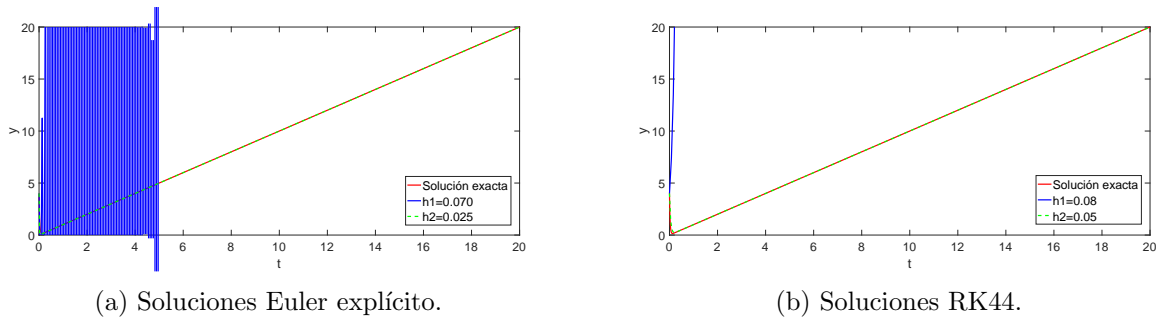 20
15
10
5
0
y
0 2 4 6 8 10 12 14 16 18 20
t
Solución exacta
h1=0.070
h2=0.025
(a) Soluciones Euler explícito.
20
15
10
5
0
y
0 2 4 6 8 10 12 14 16 18 20
t
Solución exacta
h1=0.08
h2=0.05
(b) Soluciones RK44.